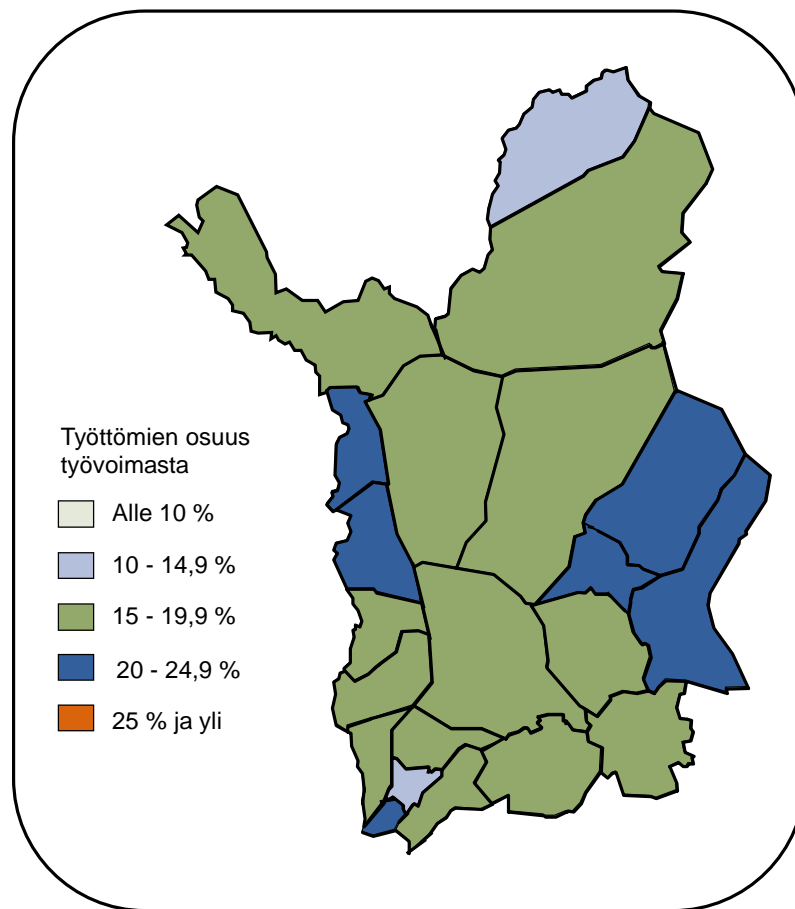 Työttömien osuus
työvoimasta
Alle 10 %
10 - 14,9 %
15 - 19,9 %
20 - 24,9 %
25 % ja yli